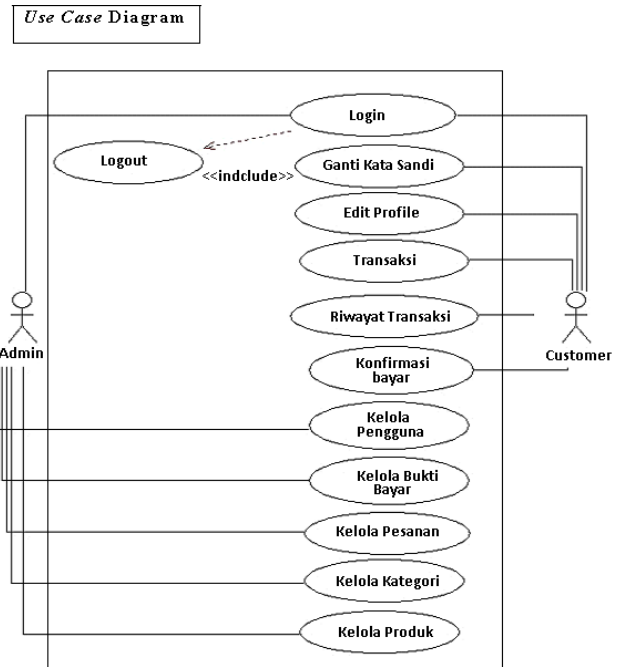 Use Case Diagram
Login
Logout
<<indclude>>
Ganti Kata Sandi
Edit Profile
Transaksi
Riwayat Transaksi
Admin
Customer
Konfirmasi
bayar
Kelola
Pengguna
Kelola Bukti
Bayar
Kelola Pesanan
Kelola Kategori
Kelola Produk